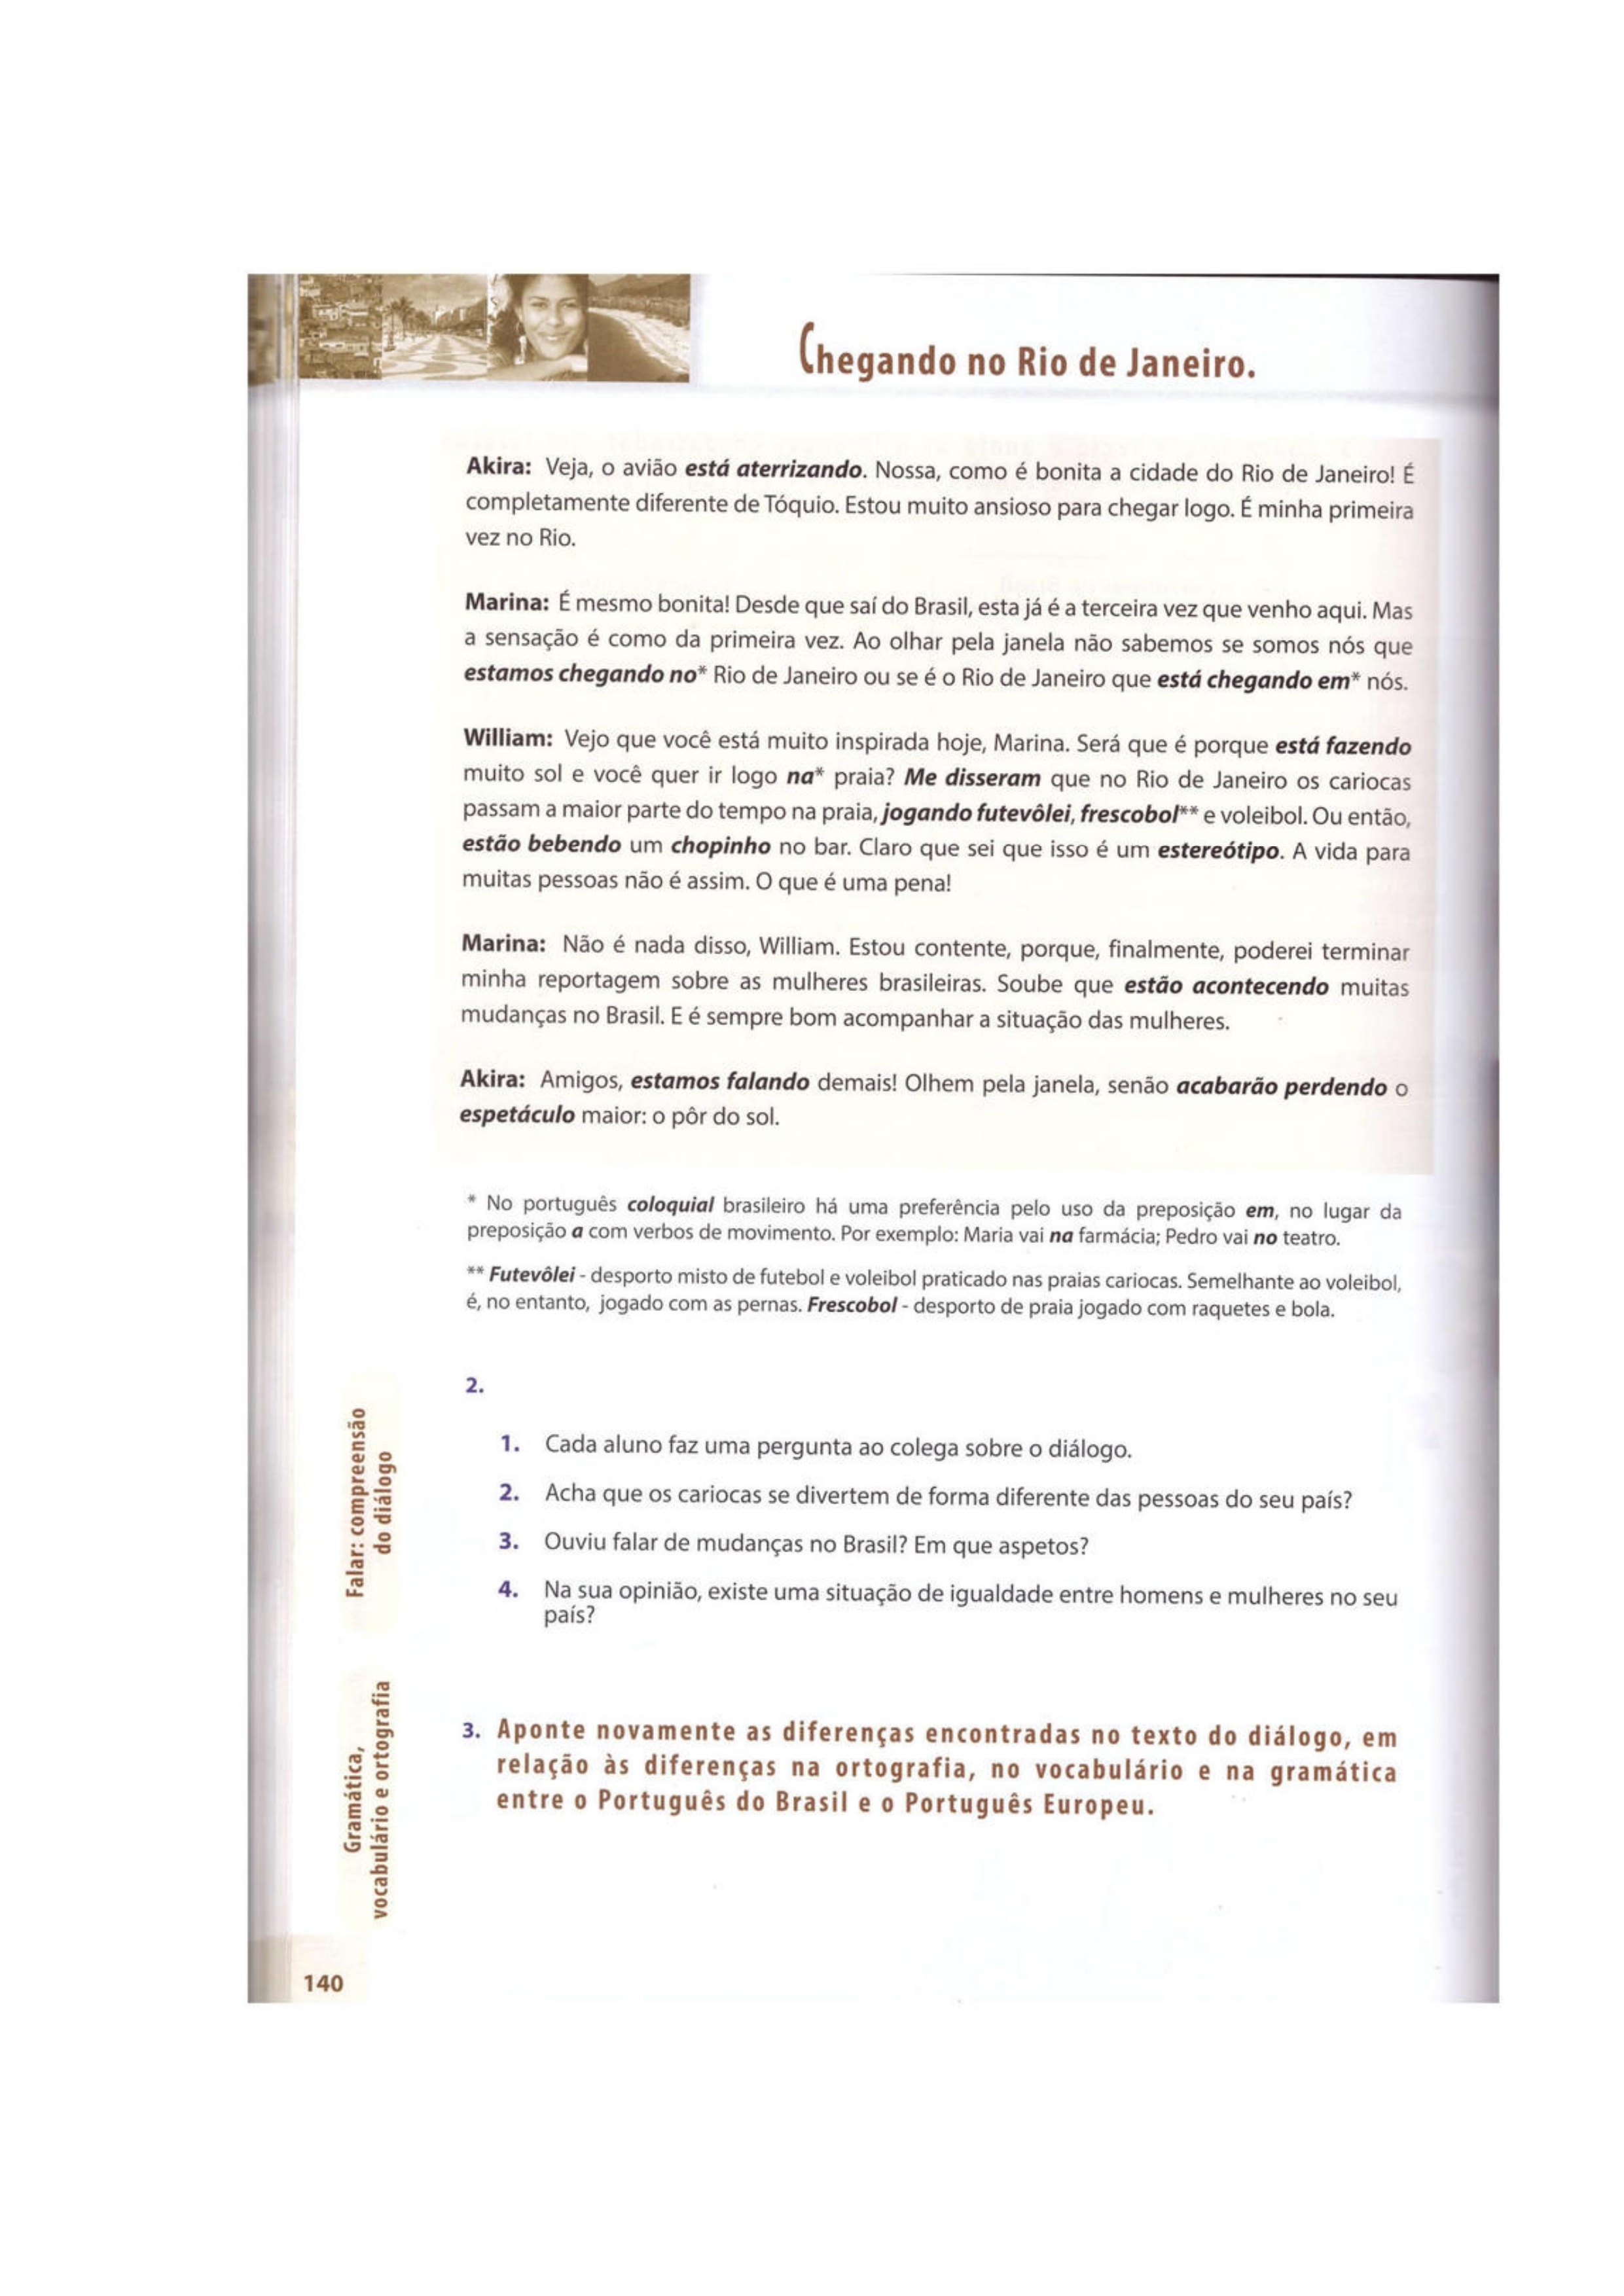 Chegando no Rio de Janeiro.
Akira: Veja, o avião está aterrizando. Nossa, como é bonita a cidade do Rio de Janeiro! É
completamente diferente de Tóquio. Estou muito ansioso para chegar logo. É minha primeira
vez no Rio.
Marina: É mesmo bonita! Desde que saí do Brasil, esta já é a terceira vez que venho aqui. Mas
a sensação é como da primeira vez. Ao olhar pela janela não sabemos se somos nós que
estamos chegando no* Rio de Janeiro ou se é o Rio de Janeiro que está chegando em* nós.
William: Vejo que você está muito inspirada hoje, Marina. Será que é porque está fazendo
muito sol e você quer ir logo na* praia? Me disseram que no Rio de Janeiro os cariocas
passam a maior parte do tempo na praia, jogando futevôlei, frescobol** e voleibol. Ou então,
estão bebendo um chopinho no bar. Claro que sei que isso é um estereótipo. A vida para
muitas pessoas não é assim. O que é uma pena!
Marina: Não é nada disso, William. Estou contente, porque, finalmente, poderei terminar
minha reportagem sobre as mulheres brasileiras. Soube que estão acontecendo muitas
mudanças no Brasil. E é sempre bom acompanhar a situação das mulheres.
Akira: Amigos, estamos falando demais! Olhem pela janela, senão acabarão perdendo o
espetáculo maior: o pôr do sol.
* No português coloquial brasileiro há uma preferência pelo uso da preposição em, no lugar da
preposição a com verbos de movimento. Por exemplo: Maria vai na farmácia; Pedro vai no teatro.
** Futevôlei - desporto misto de futebol e voleibol praticado nas praias cariocas. Semelhante ao voleibol,
é, no entanto, jogado com as pernas. Frescobol - desporto de praia jogado com raquetes e bola.
Falar: compreensão
do diálogo
2.
1. Cada aluno faz uma pergunta ao colega sobre o diálogo.
2. Acha que os cariocas se divertem de forma diferente das pessoas do seu país?
3. Ouviu falar de mudanças no Brasil? Em que aspetos?
4. Na sua opinião, existe uma situação de igualdade entre homens e mulheres no seu
país?
Gramática,
vocabulário e ortografia
3. Aponte novamente as diferenças encontradas no texto do diálogo, em
relação às diferenças na ortografia, no vocabulário e na gramática
entre o Português do Brasil e o Português Europeu.
140